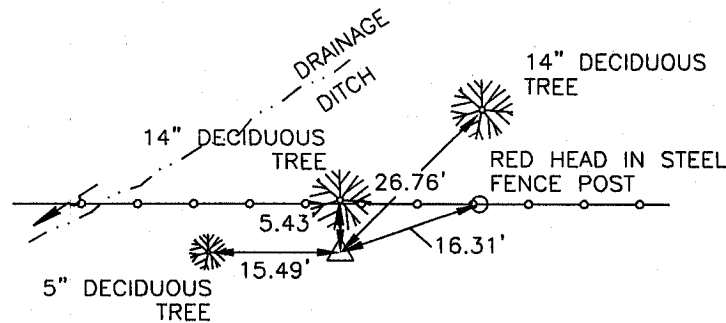 DRAINAGE
DITCH
14" DECIDUOUS
TREE
14" DECIDUOUS
TREE
RED HEAD IN STEEL
FENCE POST
26.76'
5.43'
16.31'
15.49'
5" DECIDUOUS
TREE